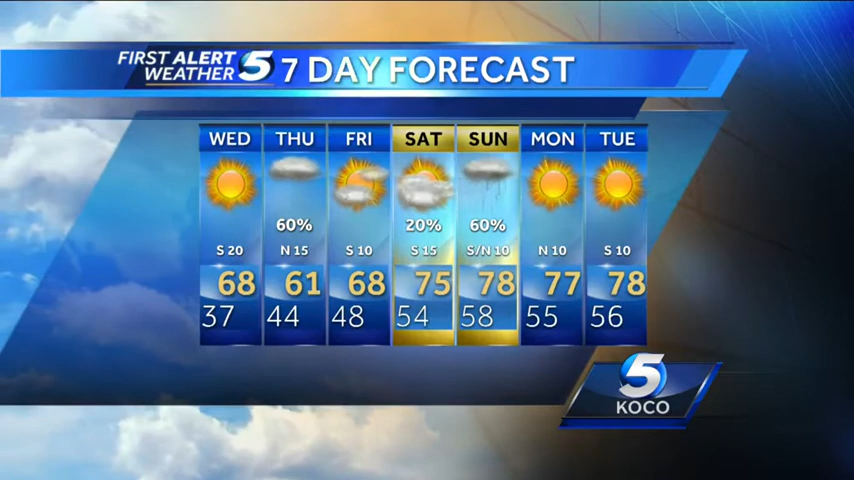 FIRST ALERT
WEATHER 5
7 DAY FORECAST
WED THU FRI SAT SUN MON TUE
60% 20% 60%
S 20 N 15 S 10 S 15 S/N 10 N 10 S 10
68 61 68 75 78 77 78
37 44 48 54 58 55 56
5
KOCO